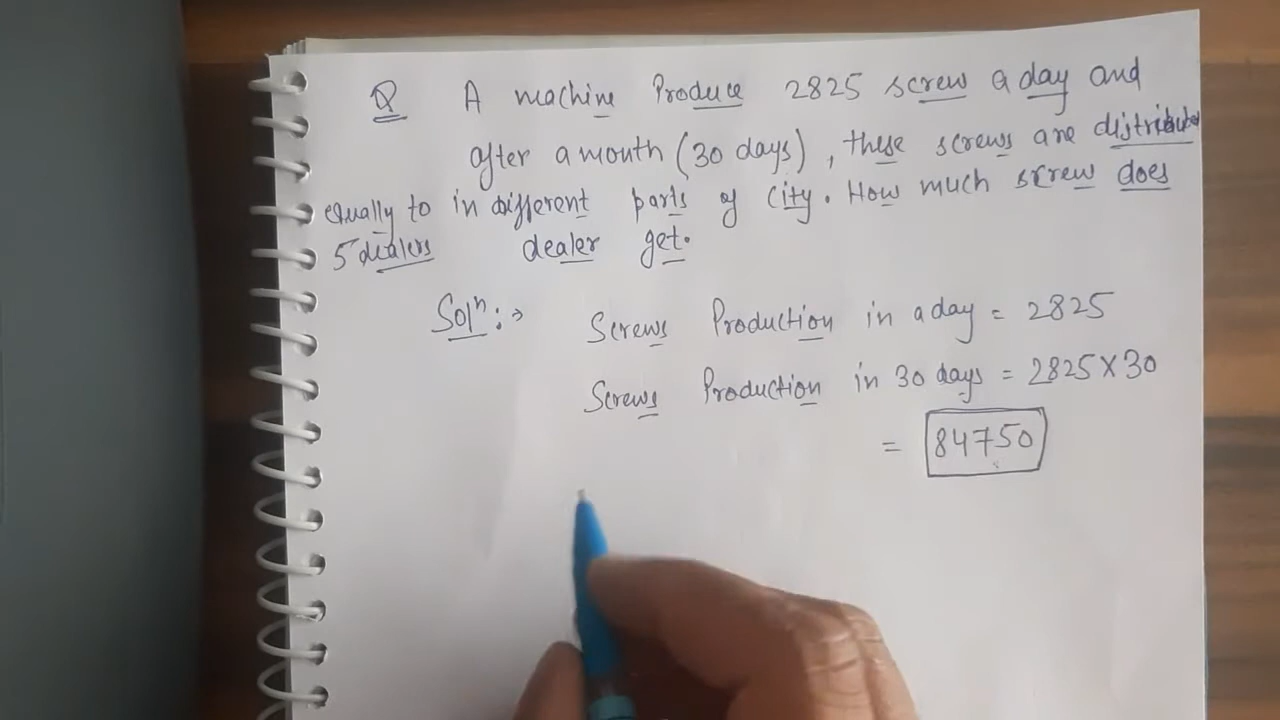 Q A machine Produce 2825 screw a day and
after a month (30 days), these screws are distribute
equally to in different parts of city. How much screw does
5 dealers dealer get.
Solⁿ:→ Screws Production in a day = 2825
Screws Production in 30 days = 2825 X 30
= 84750